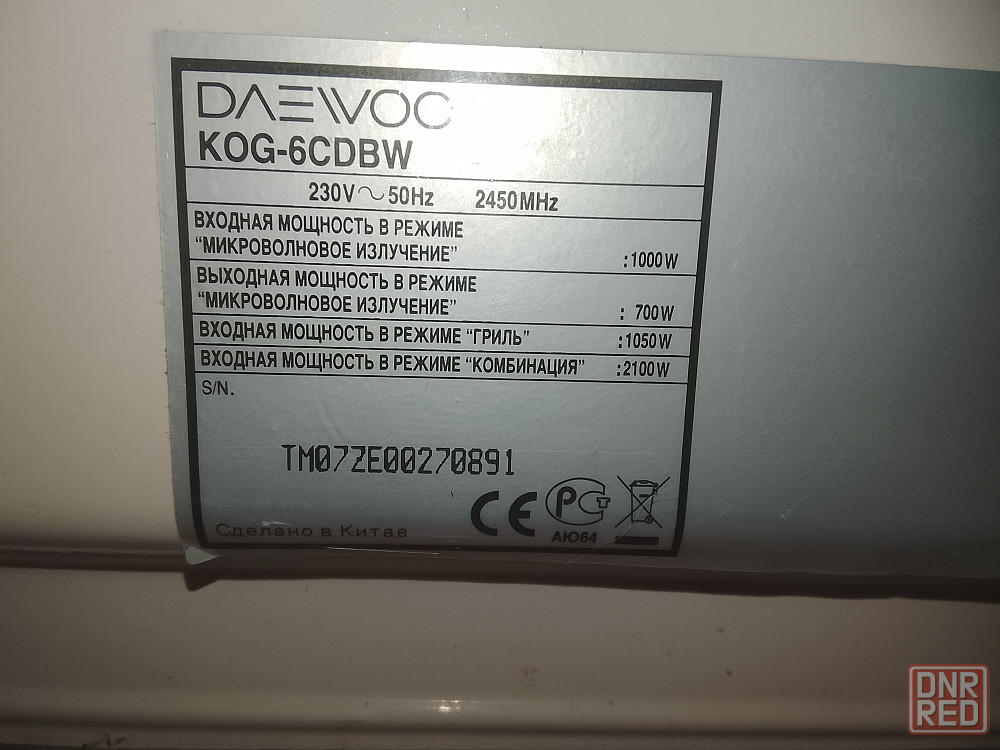 DAEWOO
KOG-6CDBW
230V ~ 50Hz 2450MHz
ВХОДНАЯ МОЩНОСТЬ В РЕЖИМЕ
“МИКРОВОЛНОВОЕ ИЗЛУЧЕНИЕ” :1000W
ВЫХОДНАЯ МОЩНОСТЬ В РЕЖИМЕ
“МИКРОВОЛНОВОЕ ИЗЛУЧЕНИЕ” : 700W
ВХОДНАЯ МОЩНОСТЬ В РЕЖИМЕ “ГРИЛЬ” :1050W
ВХОДНАЯ МОЩНОСТЬ В РЕЖИМЕ “КОМБИНАЦИЯ” :2100W
S/N.
TM07ZE00270891
CE РСТ
АЮ64
Сделано в Китае
DNR
RED